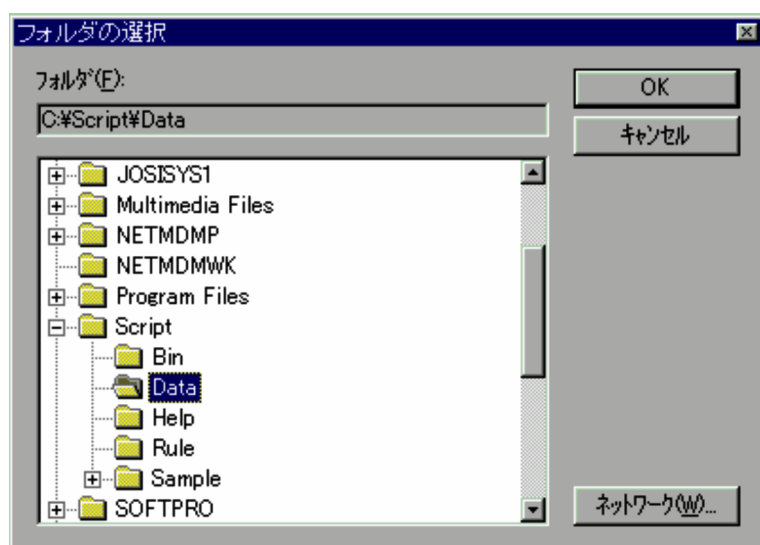 フォルダの選択
ﾌｫﾙﾀﾞ(F):
C:¥Script¥Data
OK
ｷｬﾝｾﾙ
JOSISYS1
Multimedia Files
NETMDMP
NETMDMWK
Program Files
Script
Bin
Data
Help
Rule
Sample
SOFTPRO
ﾈｯﾄﾜｰｸ(W)...